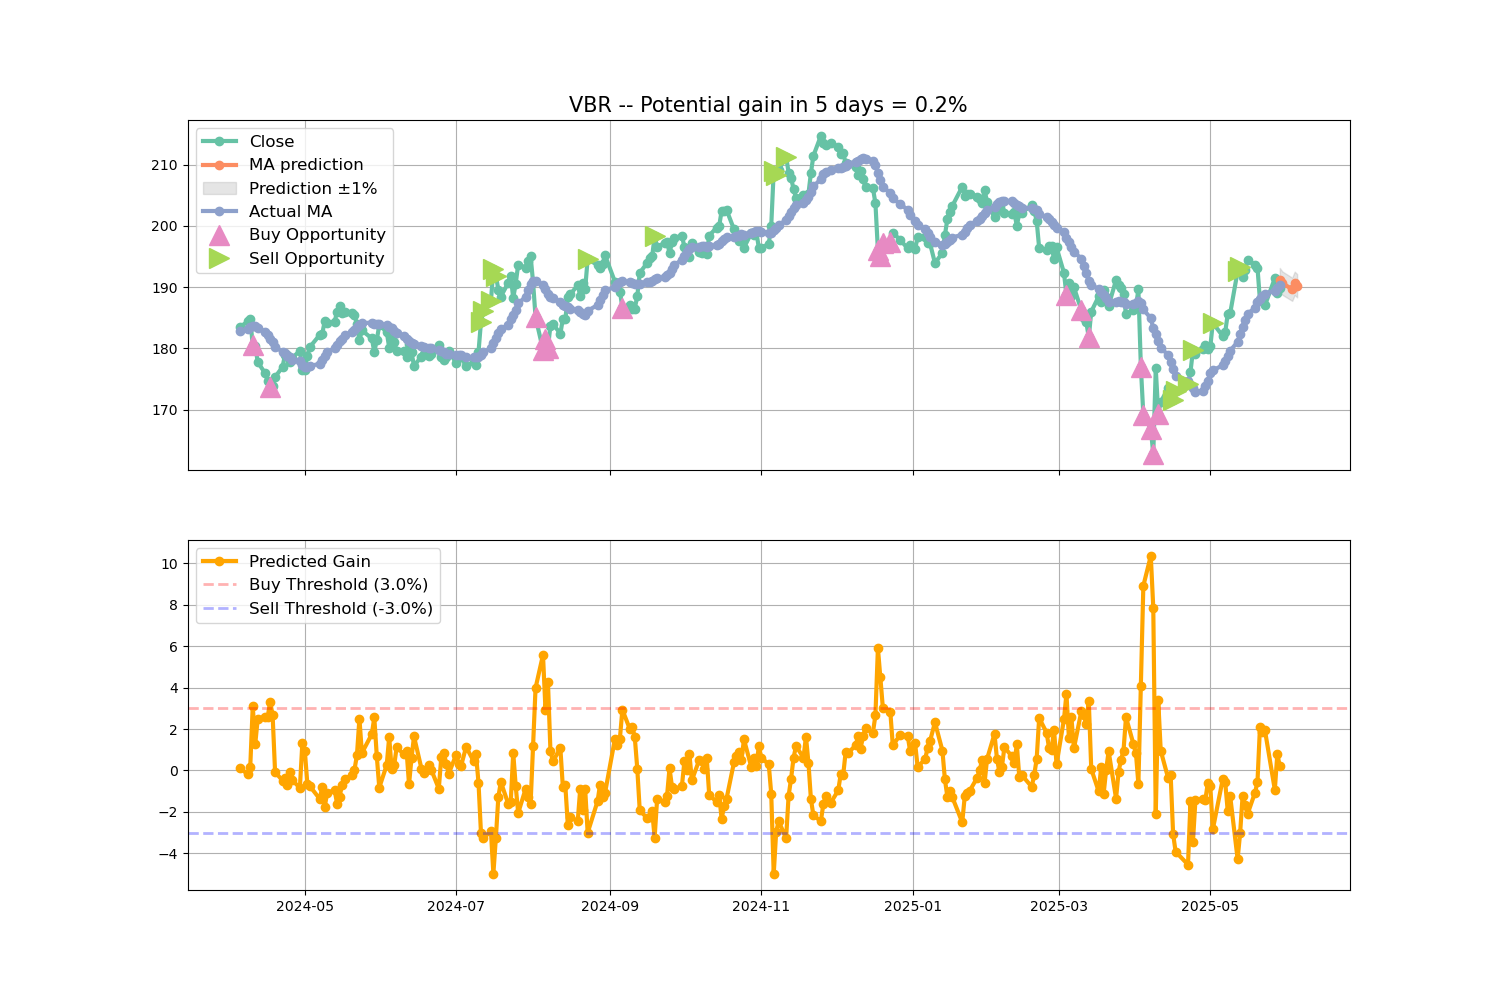 VBR -- Potential gain in 5 days = 0.2%
Close
MA prediction
Prediction ±1%
Actual MA
Buy Opportunity
Sell Opportunity
210
200
190
180
170
Predicted Gain
Buy Threshold (3.0%)
Sell Threshold (-3.0%)
10
8
6
4
2
0
−2
−4
2024-05
2024-07
2024-09
2024-11
2025-01
2025-03
2025-05